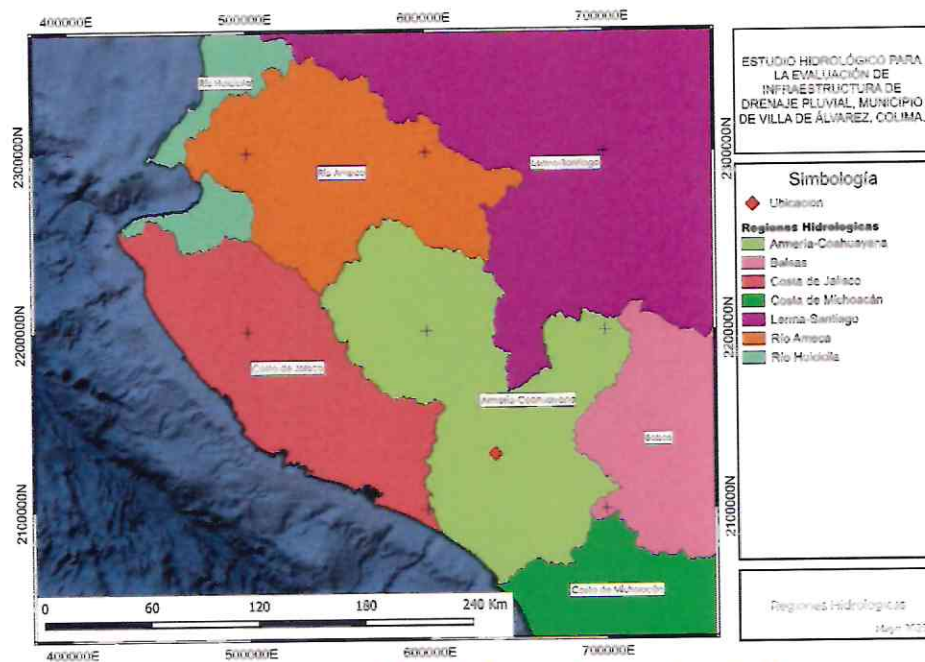 400000E 500000E 600000E 700000E
ESTUDIO HIDROLÓGICO PARA
LA EVALUACIÓN DE
INFRAESTRUCTURA DE
DRENAJE PLUVIAL, MUNICIPIO
DE VILLA DE ÁLVAREZ, COLIMA.
Simbología
Ubicación
Regiones Hidrologicas
Armería-Coahuayana
Balsas
Costa de Jalisco
Costa de Michoacán
Lerma-Santiago
Río Ameca
Río Huicicila
Río Huicicila
Río Ameca
Lerma-Santiago
Costa de Jalisco
Armería-Coahuayana
Balsas
Costa de Michoacán
2300000N
2200000N
2100000N
2300000N
2200000N
2100000N
0 60 120 180 240 Km
400000E 500000E 600000E 700000E
Regiones Hidrologicas